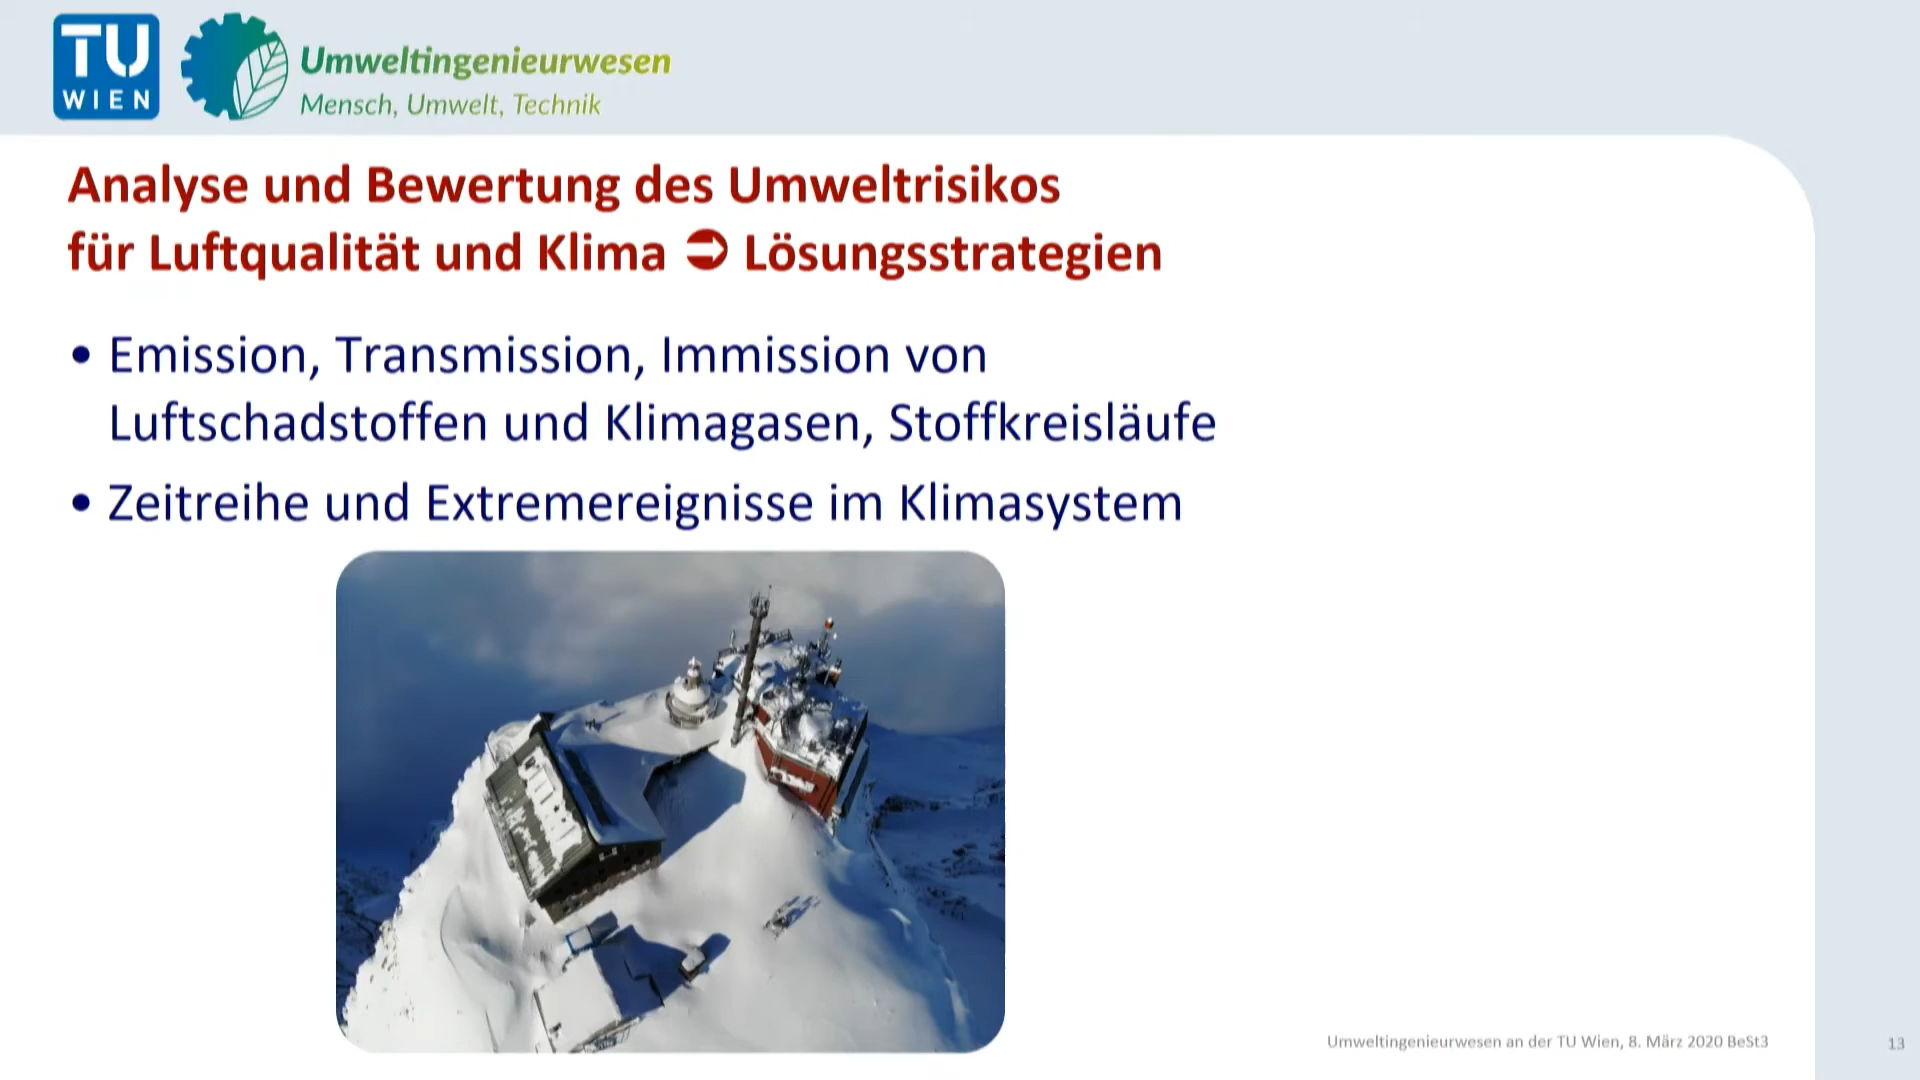 TU
WIEN
Umweltingenieurwesen
Mensch, Umwelt, Technik
Analyse und Bewertung des Umweltrisikos
für Luftqualität und Klima ➲ Lösungsstrategien
• Emission, Transmission, Immission von
Luftschadstoffen und Klimagasen, Stoffkreisläufe
• Zeitreihe und Extremereignisse im Klimasystem
Umweltingenieurwesen an der TU Wien, 8. März 2020 BeSt3
13